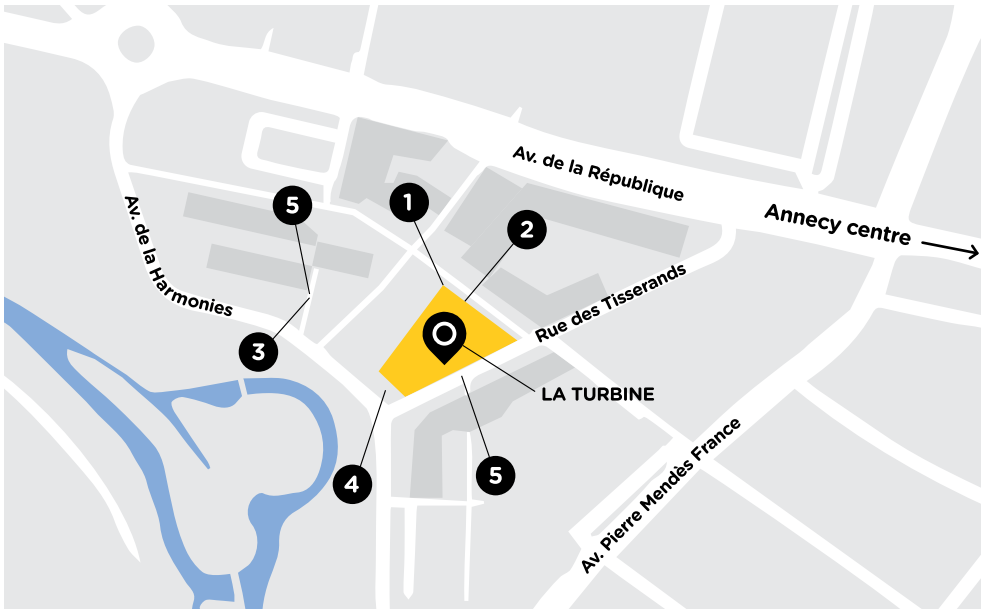 Av. de la République
Annecy centre
5
1
2
Av. de la Harmonies
Rue des Tisserands
3
LA TURBINE
4
5
Av. Pierre Mendès France